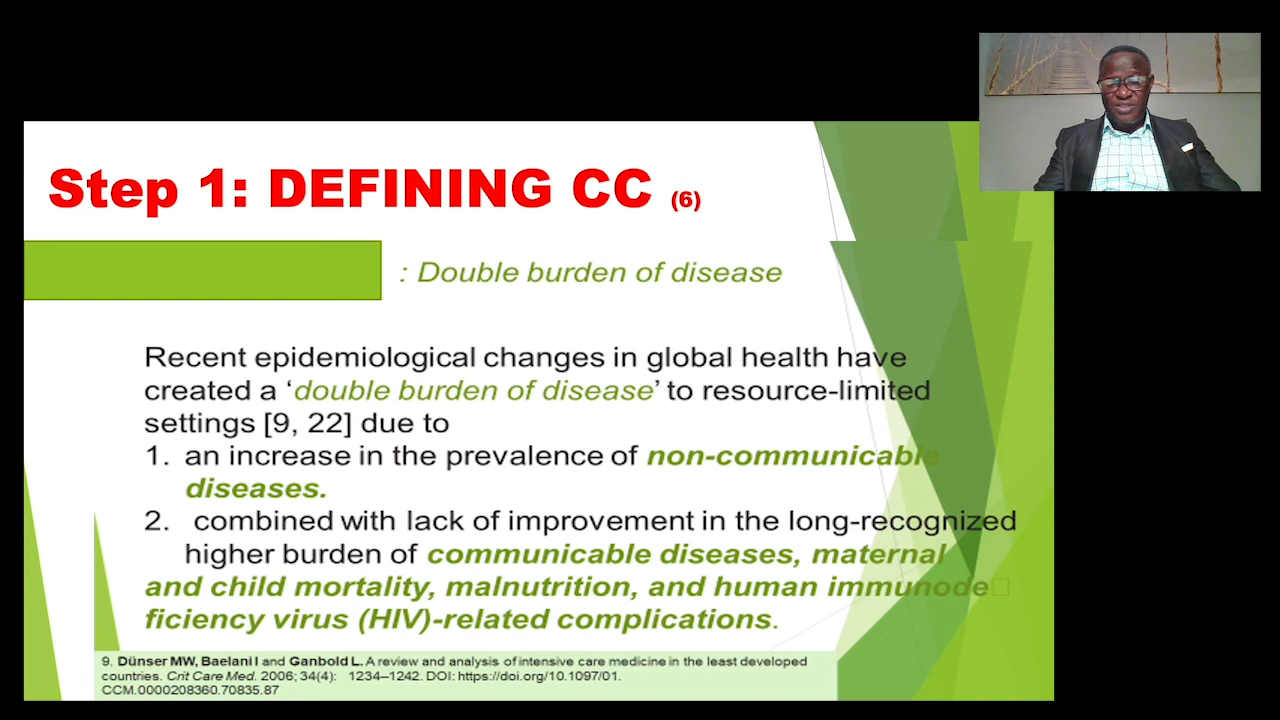 Step 1: DEFINING CC (6)
: Double burden of disease
Recent epidemiological changes in global health have
created a ‘double burden of disease’ to resource-limited
settings [9, 22] due to
1. an increase in the prevalence of non-communicable
diseases.
2. combined with lack of improvement in the long-recognized
higher burden of communicable diseases, maternal
and child mortality, malnutrition, and human immunode□
ficiency virus (HIV)-related complications.
9. Dünser MW, Baelani I and Ganbold L. A review and analysis of intensive care medicine in the least developed
countries. Crit Care Med. 2006; 34(4): 1234–1242. DOI: https://doi.org/10.1097/01.
CCM.0000208360.70835.87